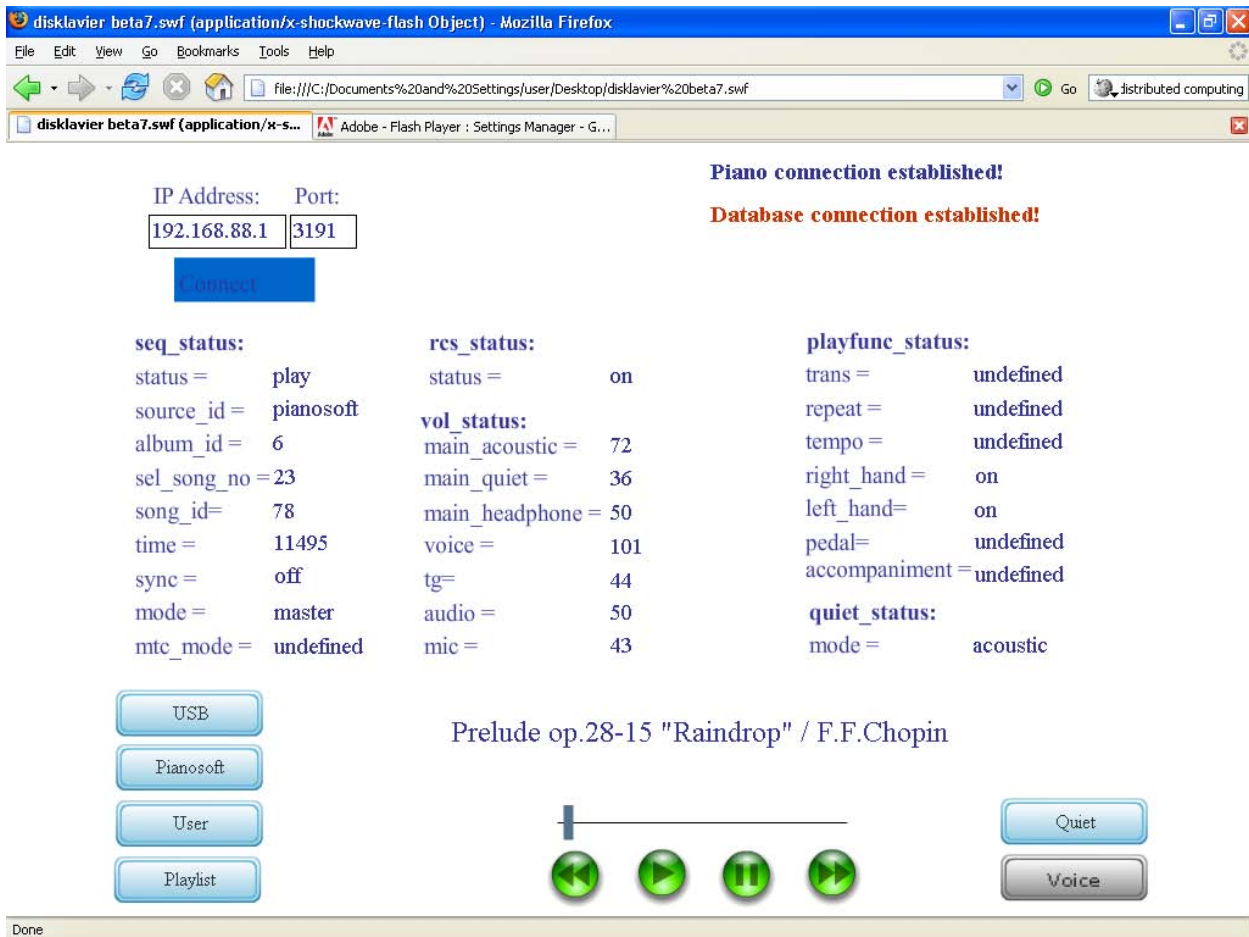 disklavier beta7.swf (application/x-shockwave-flash Object) - Mozilla Firefox
File Edit View Go Bookmarks Tools Help
file:///C:/Documents%20and%20Settings/user/Desktop/disklavier%20beta7.swf Go distributed computing
disklavier beta7.swf (application/x-s... Adobe - Flash Player : Settings Manager - G...
Piano connection established!
Database connection established!
IP Address: Port:
192.168.88.1 3191
Connect
seq_status:
status = play
source_id = pianosoft
album_id = 6
sel_song_no = 23
song_id= 78
time = 11495
sync = off
mode = master
mtc_mode = undefined
rcs_status:
status = on
vol_status:
main_acoustic = 72
main_quiet = 36
main_headphone = 50
voice = 101
tg= 44
audio = 50
mic = 43
playfunc_status:
trans = undefined
repeat = undefined
tempo = undefined
right_hand = on
left_hand= on
pedal= undefined
accompaniment = undefined
quiet_status:
mode = acoustic
USB
Pianosoft
User
Playlist
Prelude op.28-15 "Raindrop" / F.F.Chopin
Quiet
Voice
Done